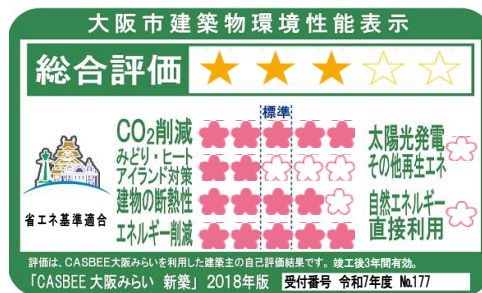 大阪市建築物環境性能表示
総合評価
標準
CO2削減
みどり・ヒート
アイランド対策
建物の断熱性
エネルギー削減
太陽光発電
その他再生エネ
自然エネルギー
直接利用
省エネ基準適合
評価は、CASBEE大阪みらいを利用した建築主の自己評価結果です。竣工後3年間有効。
「CASBEE大阪みらい 新築」2018年版 受付番号 令和7年度 No.177